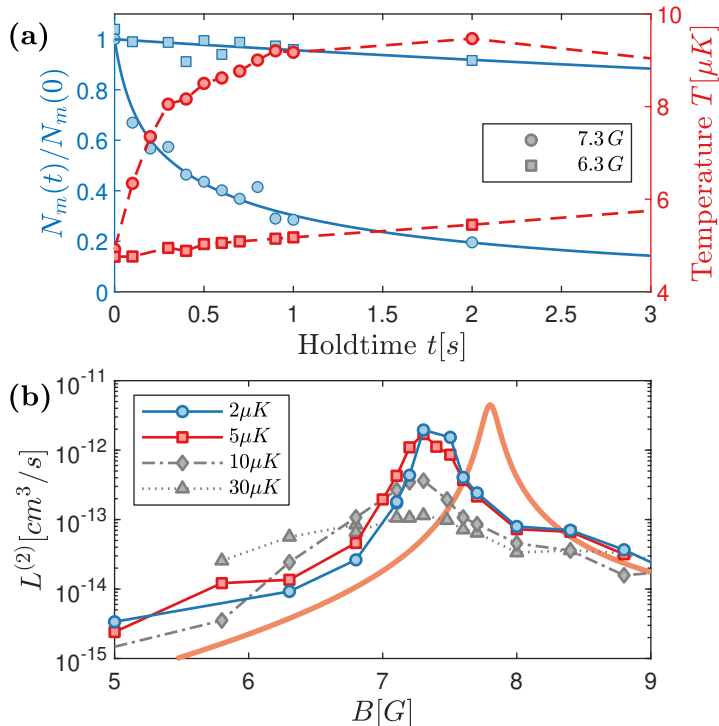 (a)
1
0.8
0.6
0.4
0.2
0
N_m(t)/N_m(0)
10
8
6
4
Temperature T[μK]
7.3 G
6.3 G
0 0.5 1 1.5 2 2.5 3
Holdtime t[s]
(b)
10^-11
10^-12
10^-13
10^-14
10^-15
L^(2)[cm^3/s]
2μK
5μK
10μK
30μK
5 6 7 8 9
B[G]